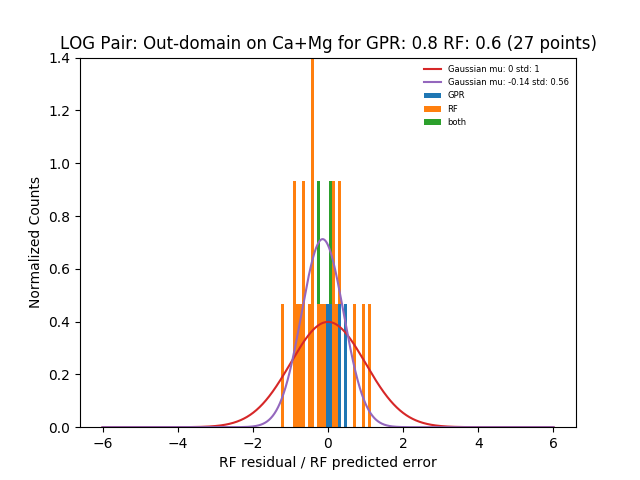 LOG Pair: Out-domain on Ca+Mg for GPR: 0.8 RF: 0.6 (27 points)
Gaussian mu: 0 std: 1
Gaussian mu: -0.14 std: 0.56
GPR
RF
both
Normalized Counts
1.4
1.2
1.0
0.8
0.6
0.4
0.2
0.0
−6 −4 −2 0 2 4 6
RF residual / RF predicted error